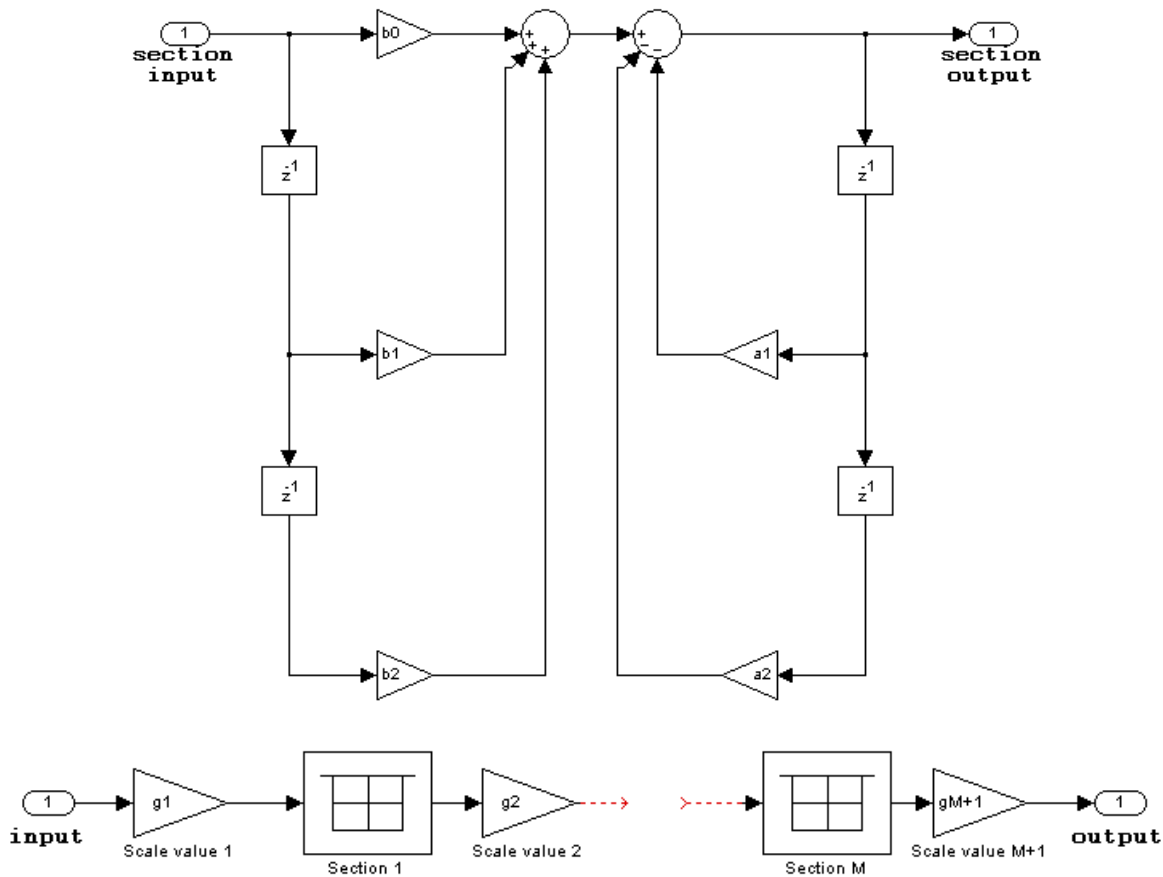 1
b0
+
+
+
+
−
−
1
section
input
section
output
z-1
z-1
b1
a1
z-1
z-1
b2
a2
1
g1
g2
gM+1
1
input
output
Scale value 1
Section 1
Scale value 2
Section M
Scale value M+1